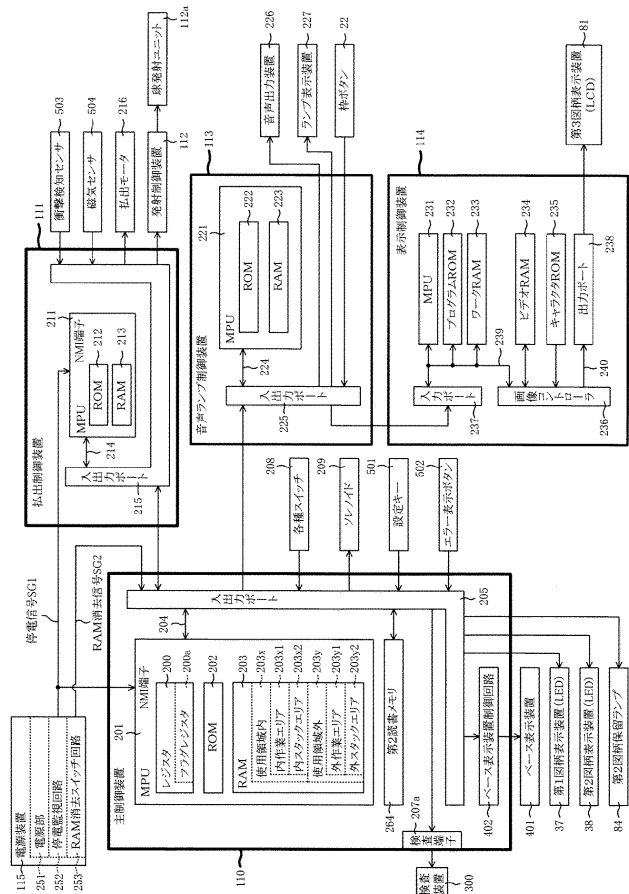 電源装置
115
電源部
251
停電監視回路
252
RAM消去スイッチ回路
253
停電信号SG1
RAM消去信号SG2
払出制御装置
111
211
NMI端子
MPU
ROM
212
RAM
213
214
入出力ポート
215
衝撃検知センサ
503
磁気センサ
504
払出モータ
216
発射制御装置
112
球発射ユニット
112a
主制御装置
110
201
NMI端子
MPU
レジスタ
200
フラグレジスタ
200a
ROM
202
RAM
203
使用領域内
203x
内作業エリア
203x1
内スタックエリア
203x2
使用領域外
203y
外作業エリア
203y1
外スタックエリア
203y2
204
入出力ポート
205
第2読書メモリ
264
検査端子
207a
検査装置
300
各種スイッチ
208
ソレノイド
209
設定キー
501
エラー表示ボタン
502
ベース表示装置制御回路
402
ベース表示装置
401
第1図柄表示装置(LED)
37
第2図柄表示装置(LED)
38
第2図柄保留ランプ
84
音声ランプ制御装置
113
221
MPU
ROM
222
RAM
223
224
入出力ポート
225
音声出力装置
226
ランプ表示装置
227
枠ボタン
22
表示制御装置
114
MPU
231
プログラムROM
232
ワークRAM
233
ビデオRAM
234
キャラクタROM
235
出力ポート
238
239
240
入力ポート
237
画像コントローラ
236
第3図柄表示装置
(LCD)
81